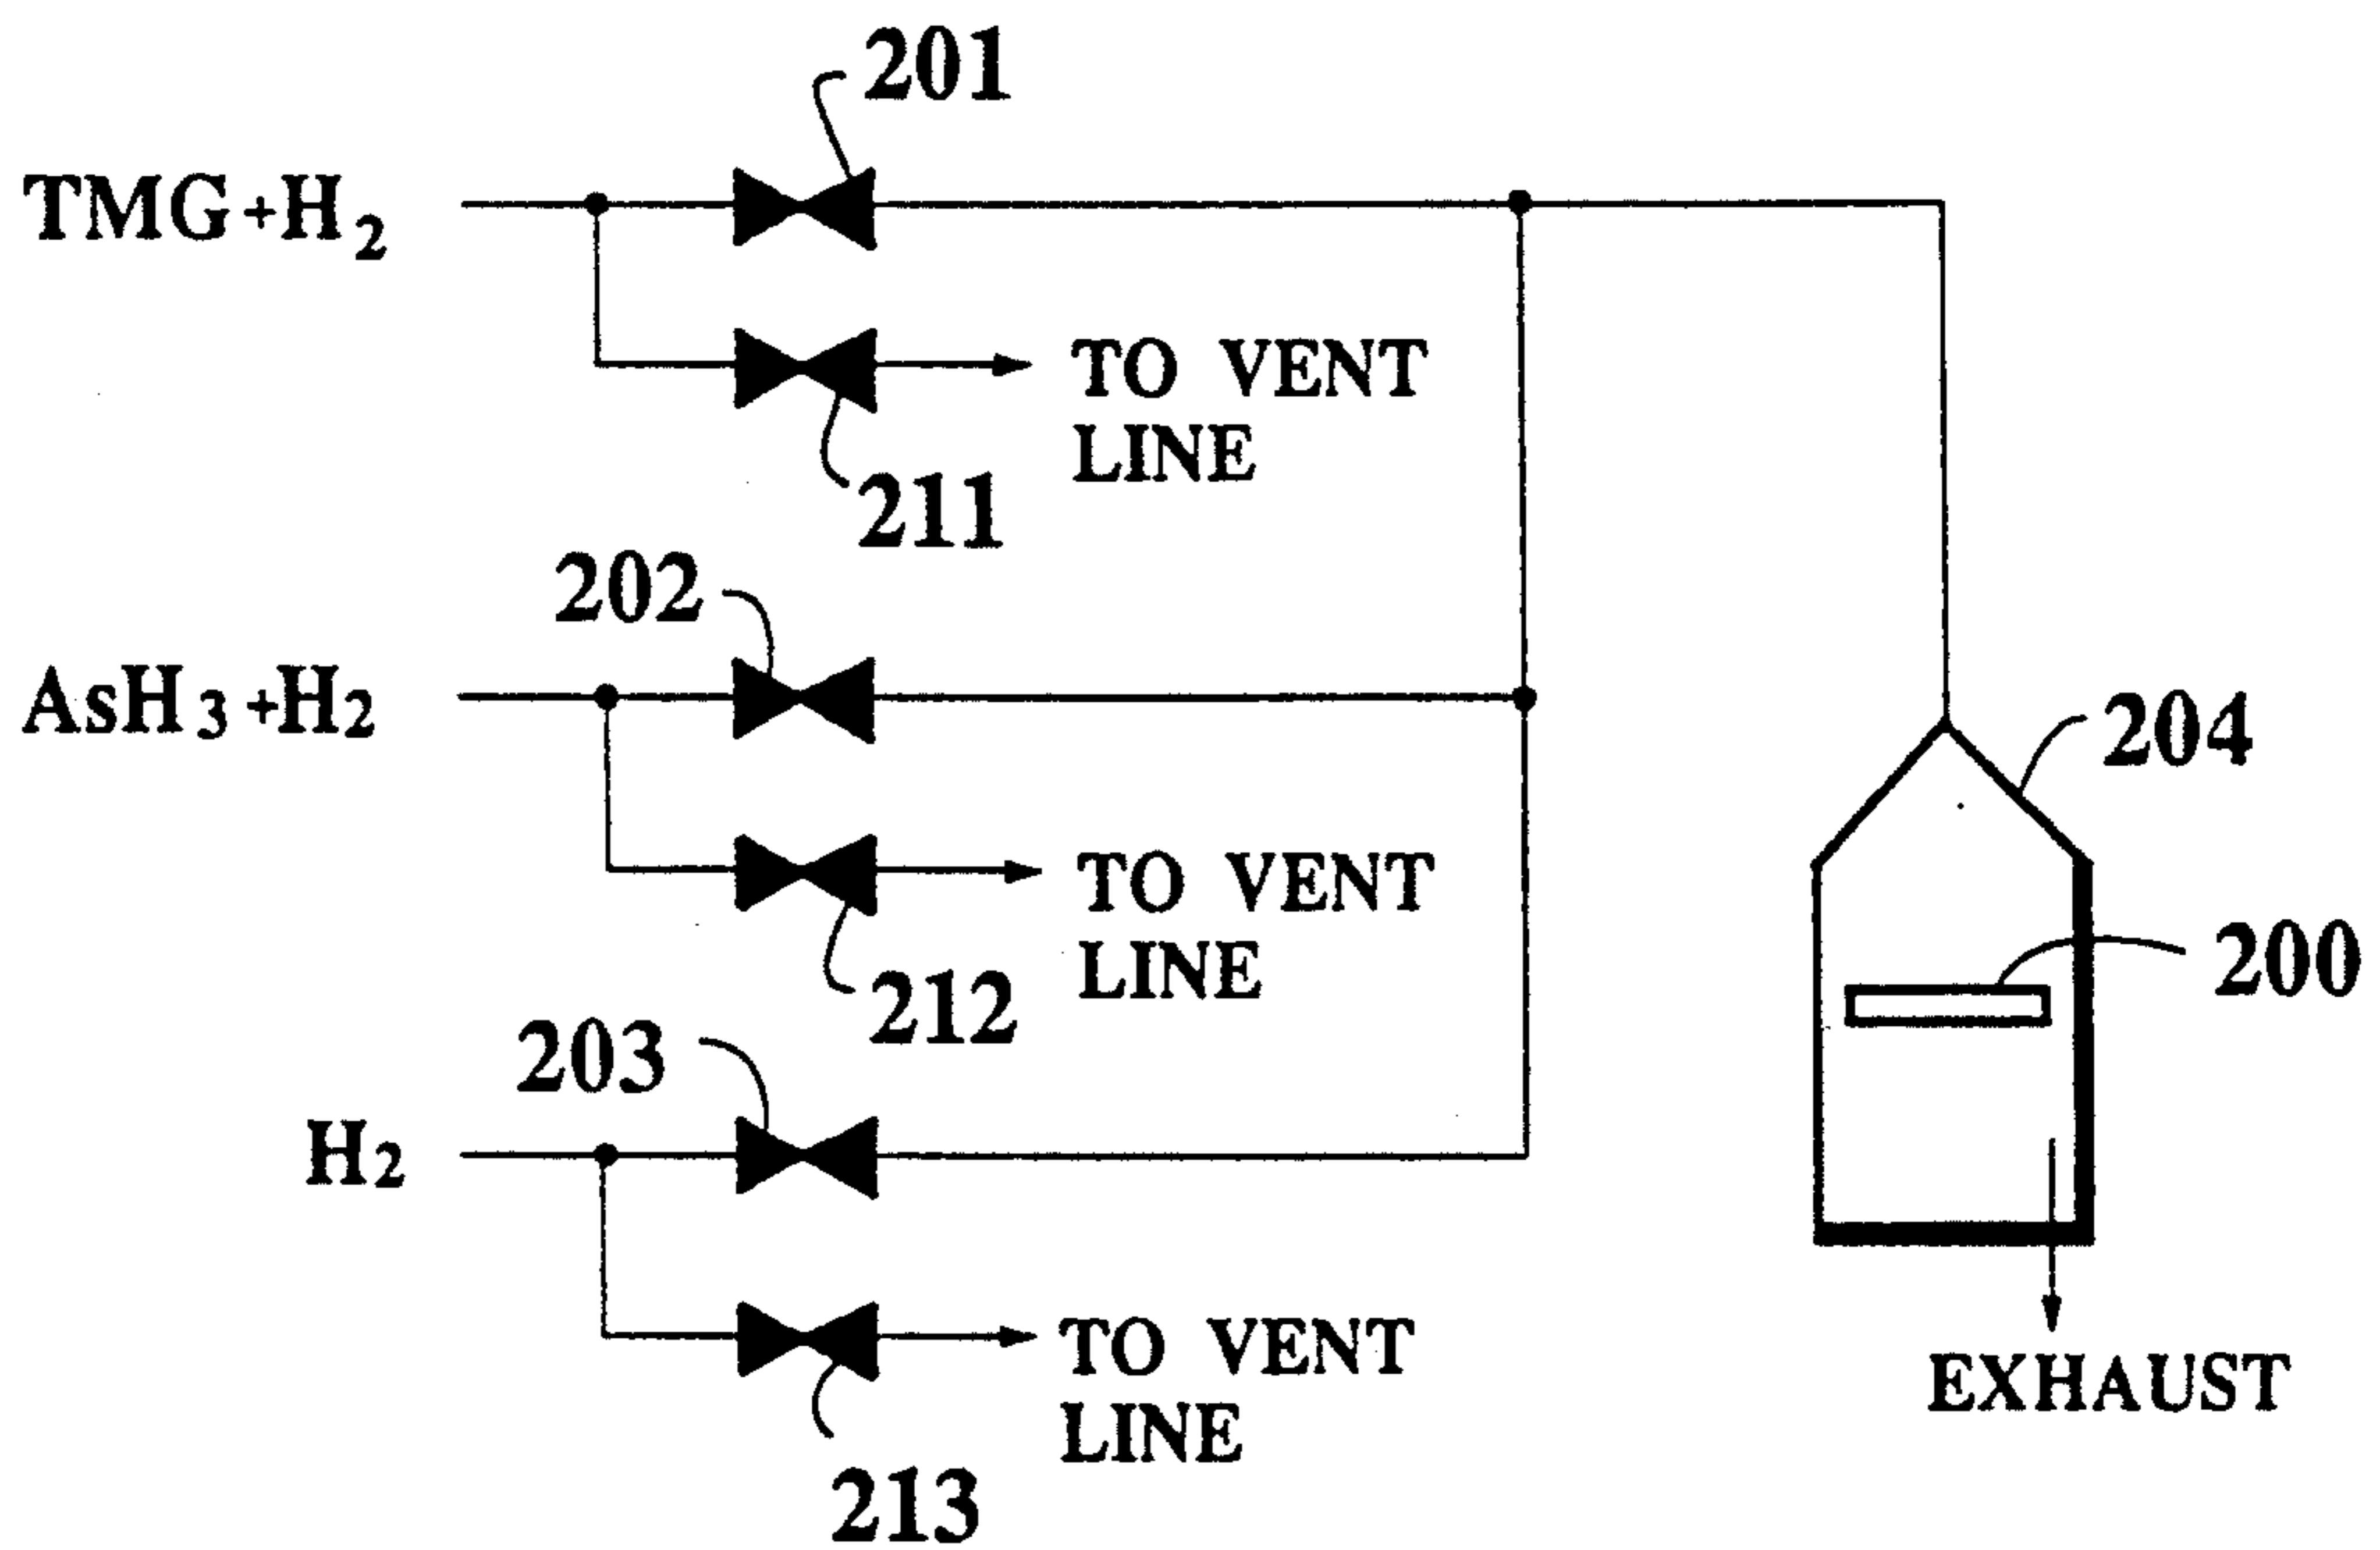 201
TMG+H2
TO VENT
LINE
211
202
AsH3+H2
204
TO VENT
LINE
212
200
203
H2
TO VENT
LINE
213
EXHAUST